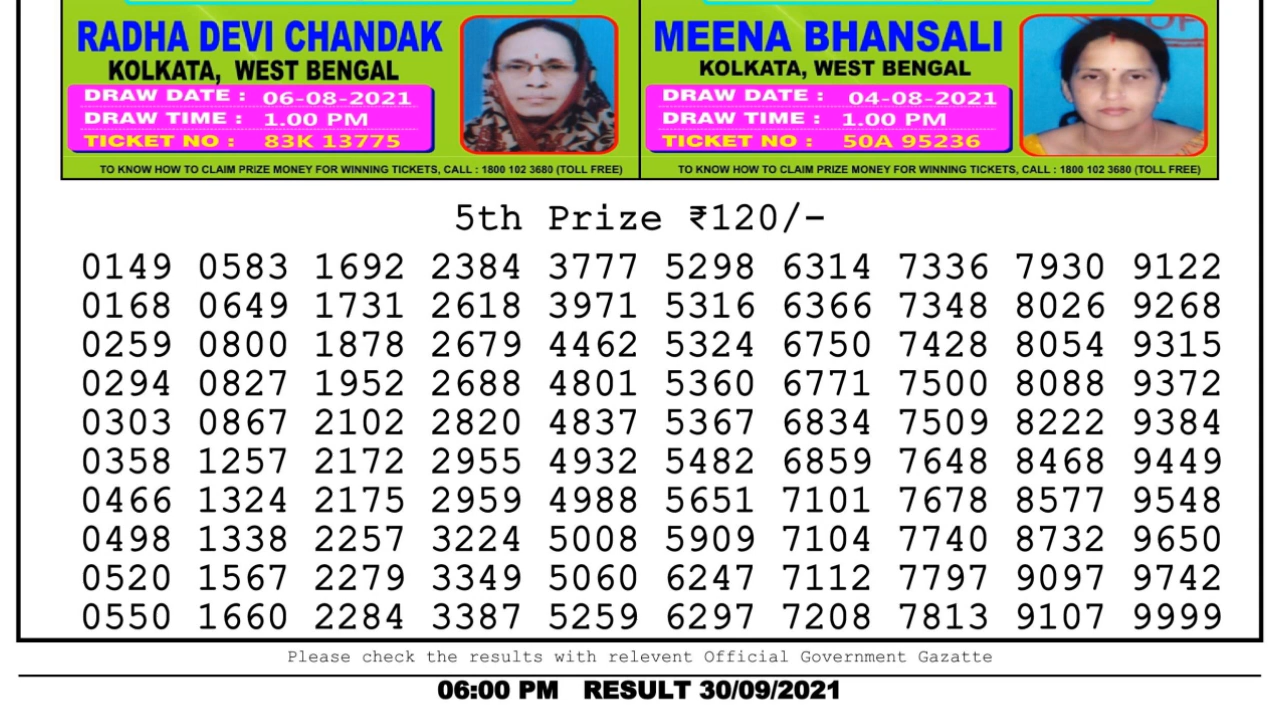 RADHA DEVI CHANDAK
KOLKATA, WEST BENGAL
DRAW DATE : 06-08-2021
DRAW TIME : 1.00 PM
TICKET NO : 83K 13775
TO KNOW HOW TO CLAIM PRIZE MONEY FOR WINNING TICKETS, CALL : 1800 102 3680 (TOLL FREE)
MEENA BHANSALI
KOLKATA, WEST BENGAL
DRAW DATE : 04-08-2021
DRAW TIME : 1.00 PM
TICKET NO : 50A 95236
TO KNOW HOW TO CLAIM PRIZE MONEY FOR WINNING TICKETS, CALL : 1800 102 3680 (TOLL FREE)
5th Prize ₹120/-
0149 0583 1692 2384 3777 5298 6314 7336 7930 9122
0168 0649 1731 2618 3971 5316 6366 7348 8026 9268
0259 0800 1878 2679 4462 5324 6750 7428 8054 9315
0294 0827 1952 2688 4801 5360 6771 7500 8088 9372
0303 0867 2102 2820 4837 5367 6834 7509 8222 9384
0358 1257 2172 2955 4932 5482 6859 7648 8468 9449
0466 1324 2175 2959 4988 5651 7101 7678 8577 9548
0498 1338 2257 3224 5008 5909 7104 7740 8732 9650
0520 1567 2279 3349 5060 6247 7112 7797 9097 9742
0550 1660 2284 3387 5259 6297 7208 7813 9107 9999
Please check the results with relevent Official Government Gazatte
06:00 PM RESULT 30/09/2021